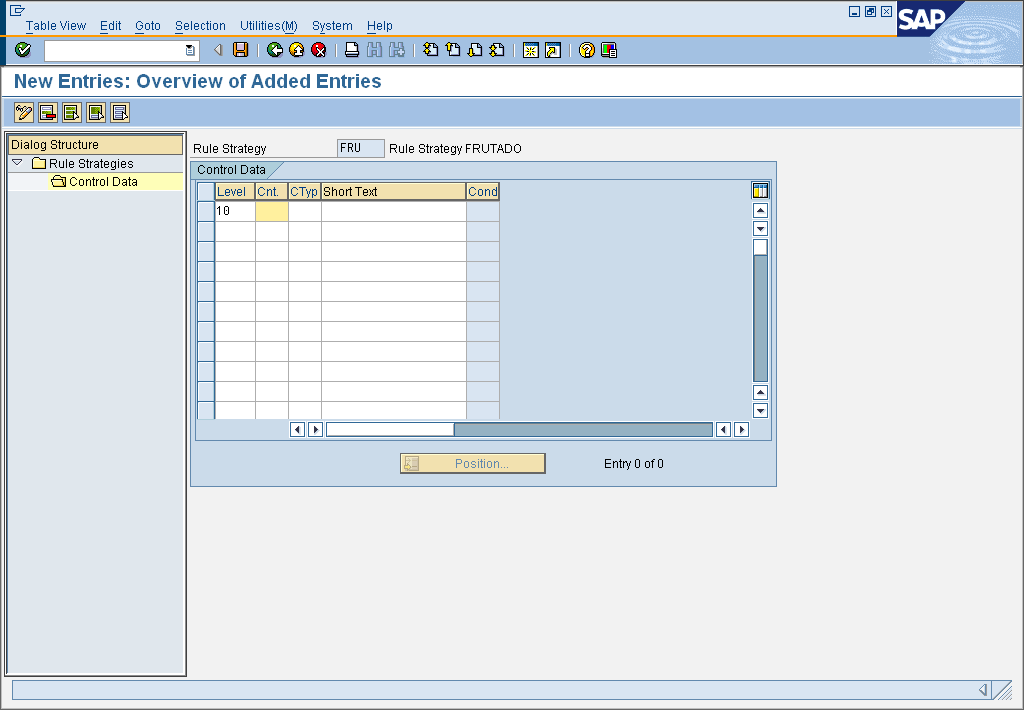 Table View Edit Goto Selection Utilities(M) System Help
SAP
New Entries: Overview of Added Entries
Dialog Structure
Rule Strategies
Control Data
Rule Strategy FRU Rule Strategy FRUTADO
Control Data
Level Cnt. CTyp Short Text Cond
10
Position... Entry 0 of 0